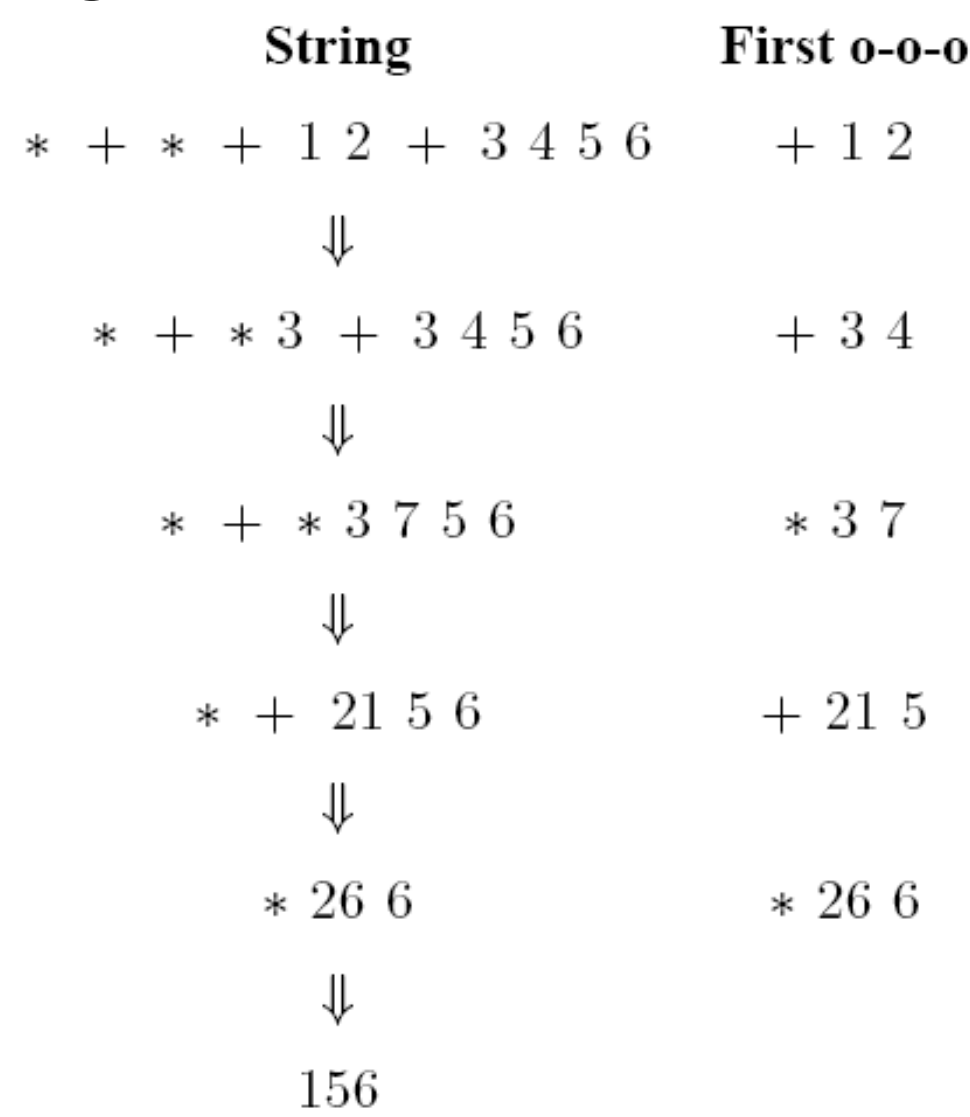 String First o-o-o
∗ + ∗ + 1 2 + 3 4 5 6 + 1 2
⇓
∗ + ∗ 3 + 3 4 5 6 + 3 4
⇓
∗ + ∗ 3 7 5 6 ∗ 3 7
⇓
∗ + 21 5 6 + 21 5
⇓
∗ 26 6 ∗ 26 6
⇓
156